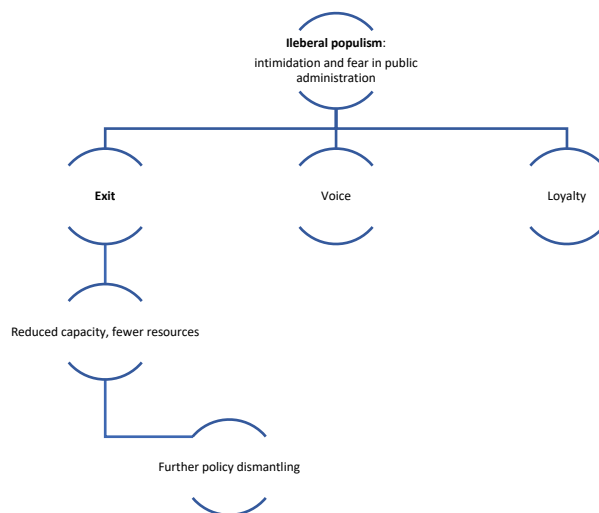 Ileberal populism:
intimidation and fear in public
administration
Exit
Voice
Loyalty
Reduced capacity, fewer resources
Further policy dismantling